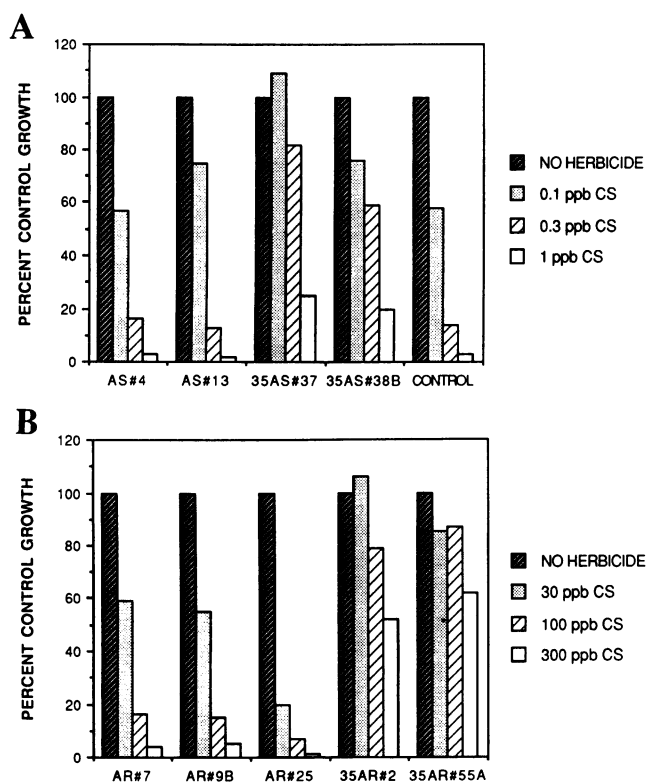 A
PERCENT CONTROL GROWTH
120
100
80
60
40
20
0
AS#4 AS#13 35AS#37 35AS#38B CONTROL
NO HERBICIDE
0.1 ppb CS
0.3 ppb CS
1 ppb CS
B
PERCENT CONTROL GROWTH
120
100
80
60
40
20
0
AR#7 AR#9B AR#25 35AR#2 35AR#55A
NO HERBICIDE
30 ppb CS
100 ppb CS
300 ppb CS